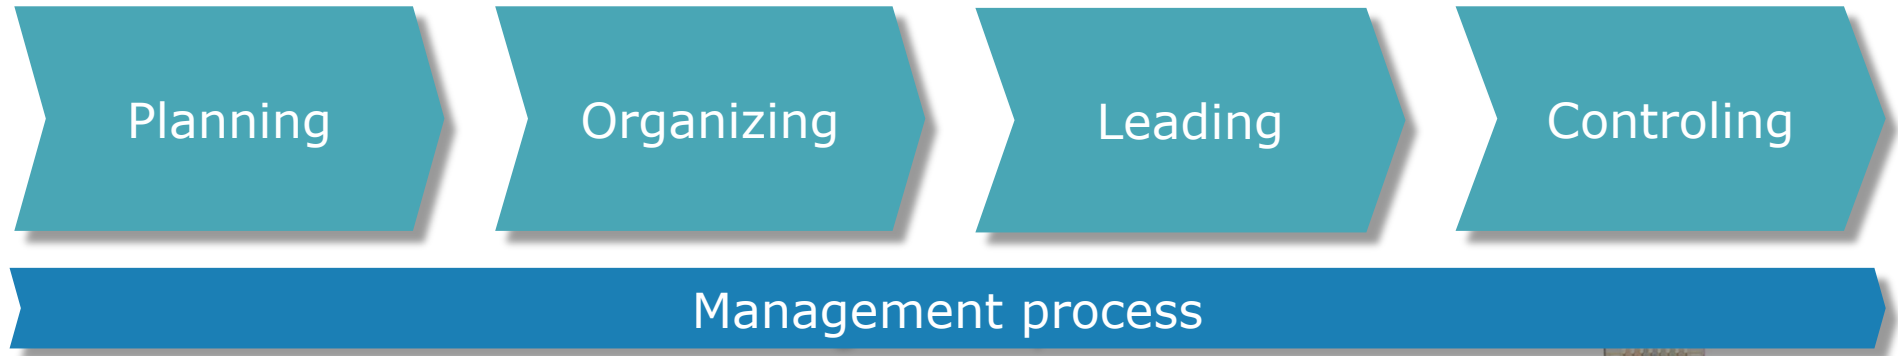 Planning
Organizing
Leading
Controling
Management process